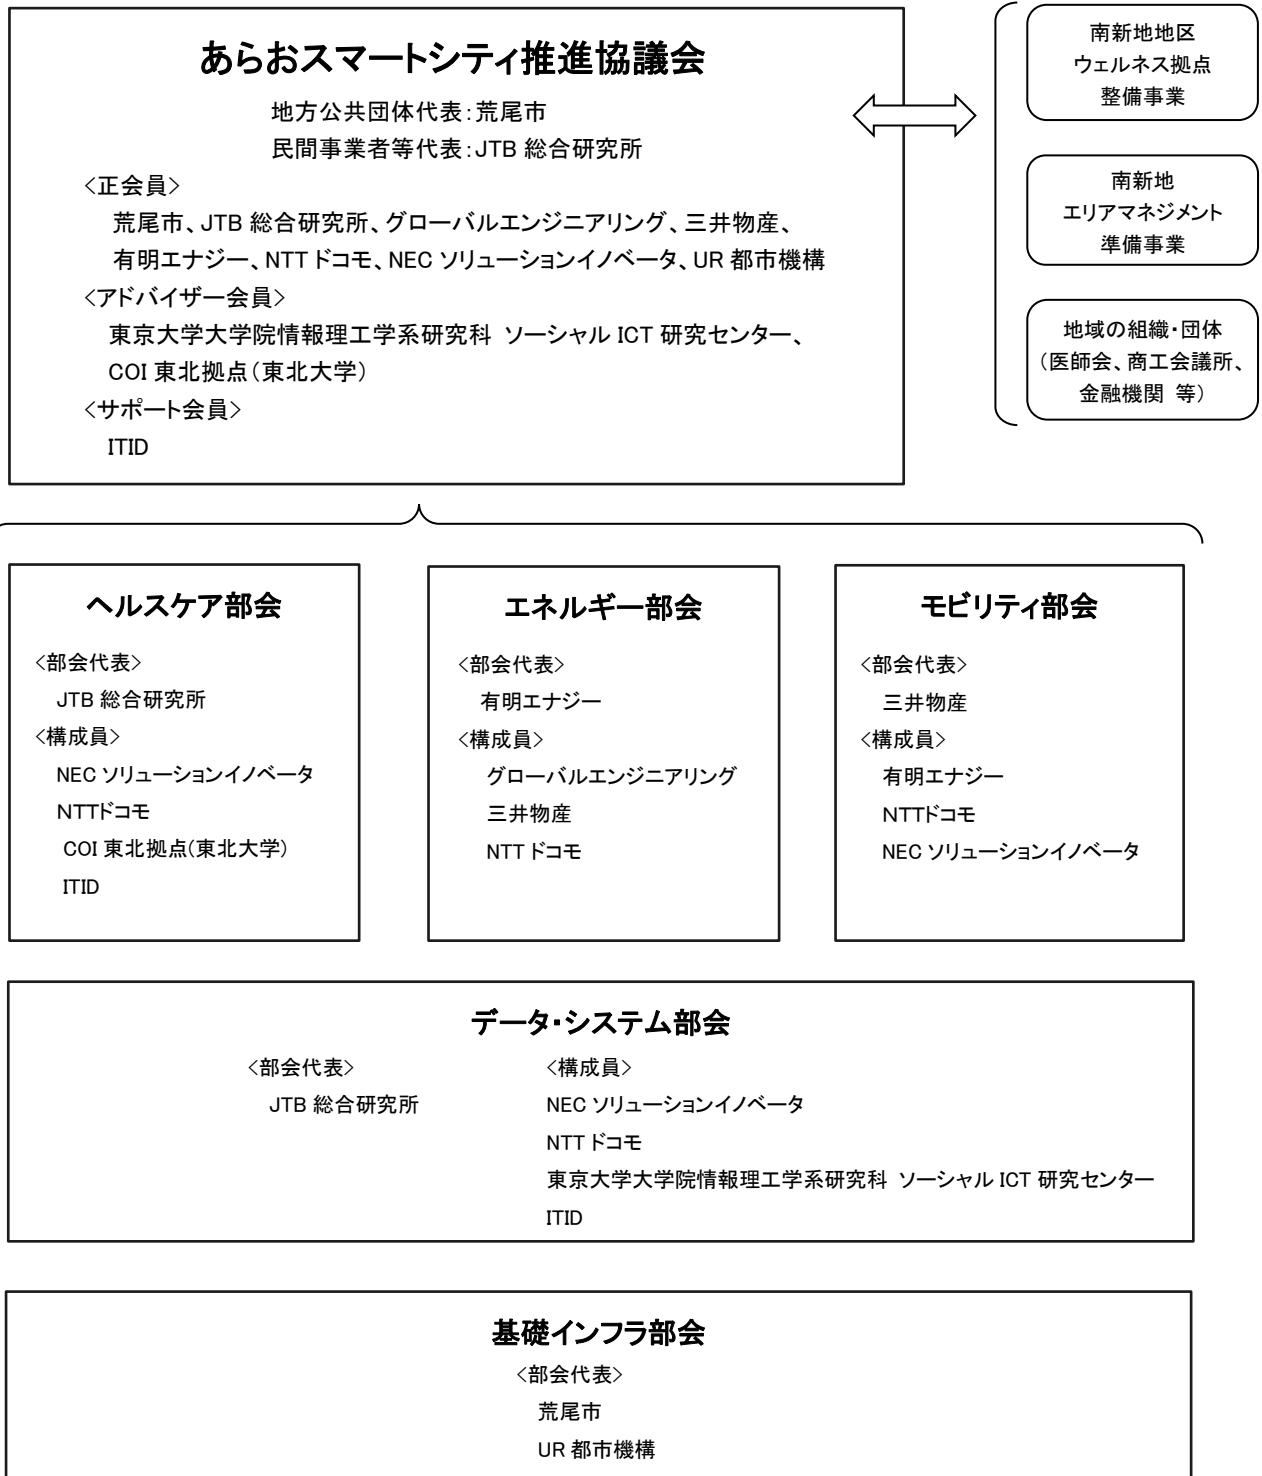 あらおスマートシティ推進協議会
地方公共団体代表：荒尾市
民間事業者等代表：JTB 総合研究所
<正会員>
荒尾市、JTB 総合研究所、グローバルエンジニアリング、三井物産、
有明エナジー、NTT ドコモ、NEC ソリューションイノベータ、UR 都市機構
<アドバイザー会員>
東京大学大学院情報理工学系研究科 ソーシャル ICT 研究センター、
COI 東北拠点（東北大学）
<サポート会員>
ITID
南新地地区
ウェルネス拠点
整備事業
南新地
エリアマネジメント
準備事業
地域の組織・団体
（医師会、商工会議所、
金融機関 等）
ヘルスケア部会
<部会代表>
JTB 総合研究所
<構成員>
NEC ソリューションイノベータ
NTTドコモ
COI 東北拠点(東北大学)
ITID
エネルギー部会
<部会代表>
有明エナジー
<構成員>
グローバルエンジニアリング
三井物産
NTT ドコモ
モビリティ部会
<部会代表>
三井物産
<構成員>
有明エナジー
NTTドコモ
NEC ソリューションイノベータ
データ・システム部会
<部会代表>
JTB 総合研究所
<構成員>
NEC ソリューションイノベータ
NTT ドコモ
東京大学大学院情報理工学系研究科 ソーシャル ICT 研究センター
ITID
基礎インフラ部会
<部会代表>
荒尾市
UR 都市機構